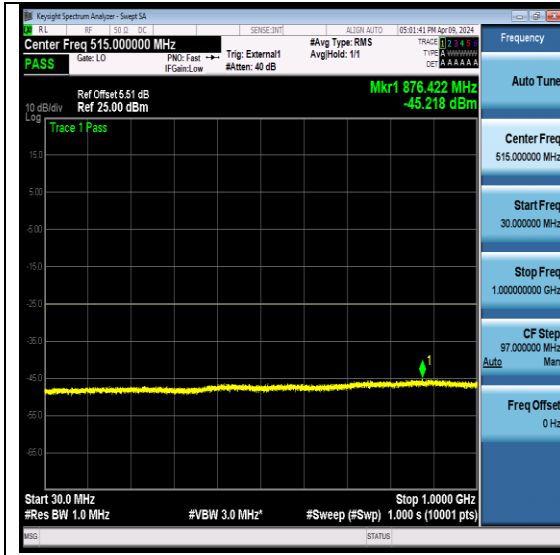 Keysight Spectrum Analyzer - Swept SA
RL RF 50 Ω DC SENSE:INT ALIGN AUTO 05:01:41 PM Apr 09, 2024
Center Freq 515.000000 MHz
PASS
Gate: LO
PNO: Fast
IFGain:Low
Trig: External1
#Atten: 40 dB
#Avg Type: RMS
Avg|Hold: 1/1
TRACE 1 2 3 4 5
TYPE A WWWWW
DET A A A A A A
Mkr1 876.422 MHz
-45.218 dBm
Ref Offset 5.51 dB
10 dB/div Ref 25.00 dBm
Log
Trace 1 Pass
15.0
5.00
-5.00
-15.0
-25.0
-35.0
1
-45.0
-55.0
-65.0
Start 30.0 MHz Stop 1.0000 GHz
#Res BW 1.0 MHz #VBW 3.0 MHz* #Sweep (#Swp) 1.000 s (10001 pts)
MSG STATUS
Frequency
Auto Tune
Center Freq
515.000000 MHz
Start Freq
30.000000 MHz
Stop Freq
1.000000000 GHz
CF Step
97.000000 MHz
Auto Man
Freq Offset
0 Hz